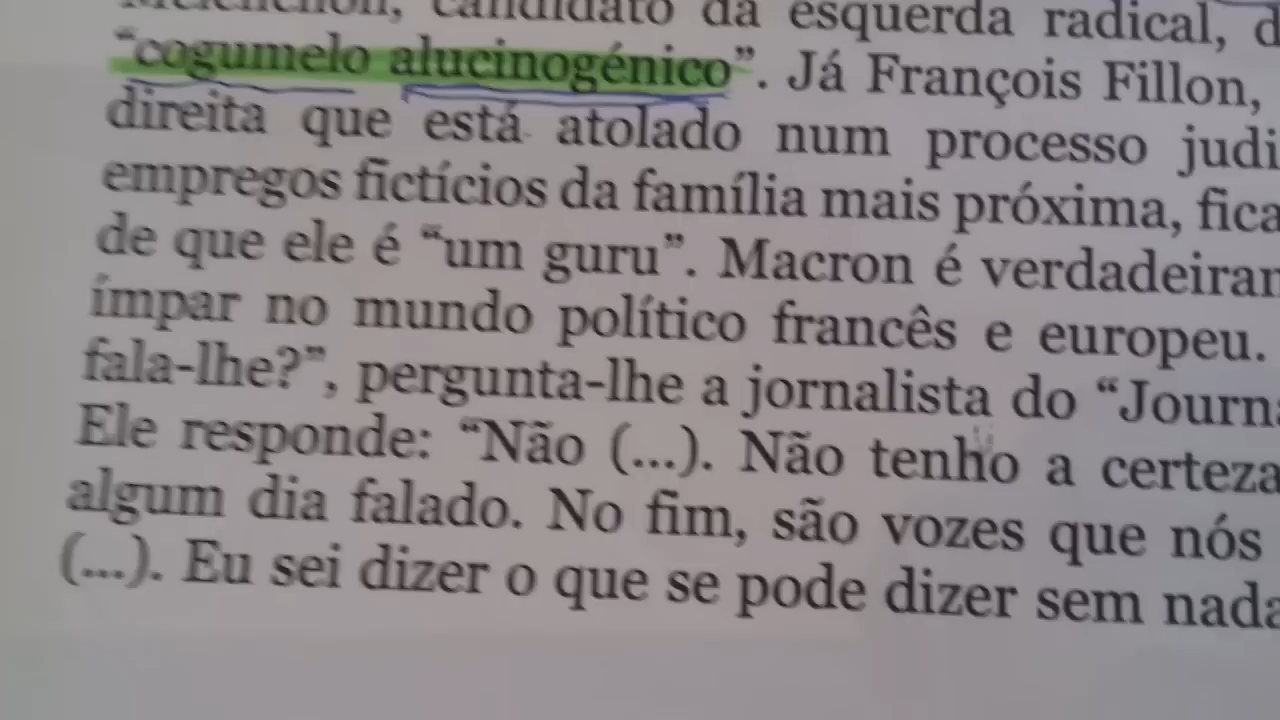 candidato da esquerda radical,
“cogumelo alucinogénico”. Já François Fillon,
direita que está atolado num processo judi
empregos fictícios da família mais próxima, fica
de que ele é “um guru”. Macron é verdadeiran
ímpar no mundo político francês e europeu.
fala-lhe?”, pergunta-lhe a jornalista do “Journ
Ele responde: “Não (...). Não tenho a certeza
algum dia falado. No fim, são vozes que nós
(...). Eu sei dizer o que se pode dizer sem nada